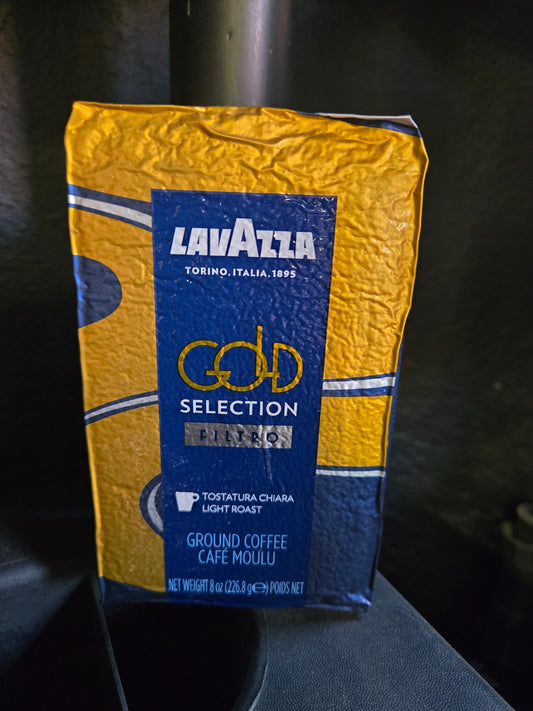 LAVAZZA
TORINO, ITALIA, 1895
GOLD
SELECTION
FILTRO
TOSTATURA CHIARA
LIGHT ROAST
GROUND COFFEE
CAFÉ MOULU
NET WEIGHT 8 oz (226.8 g ℮) POIDS NET